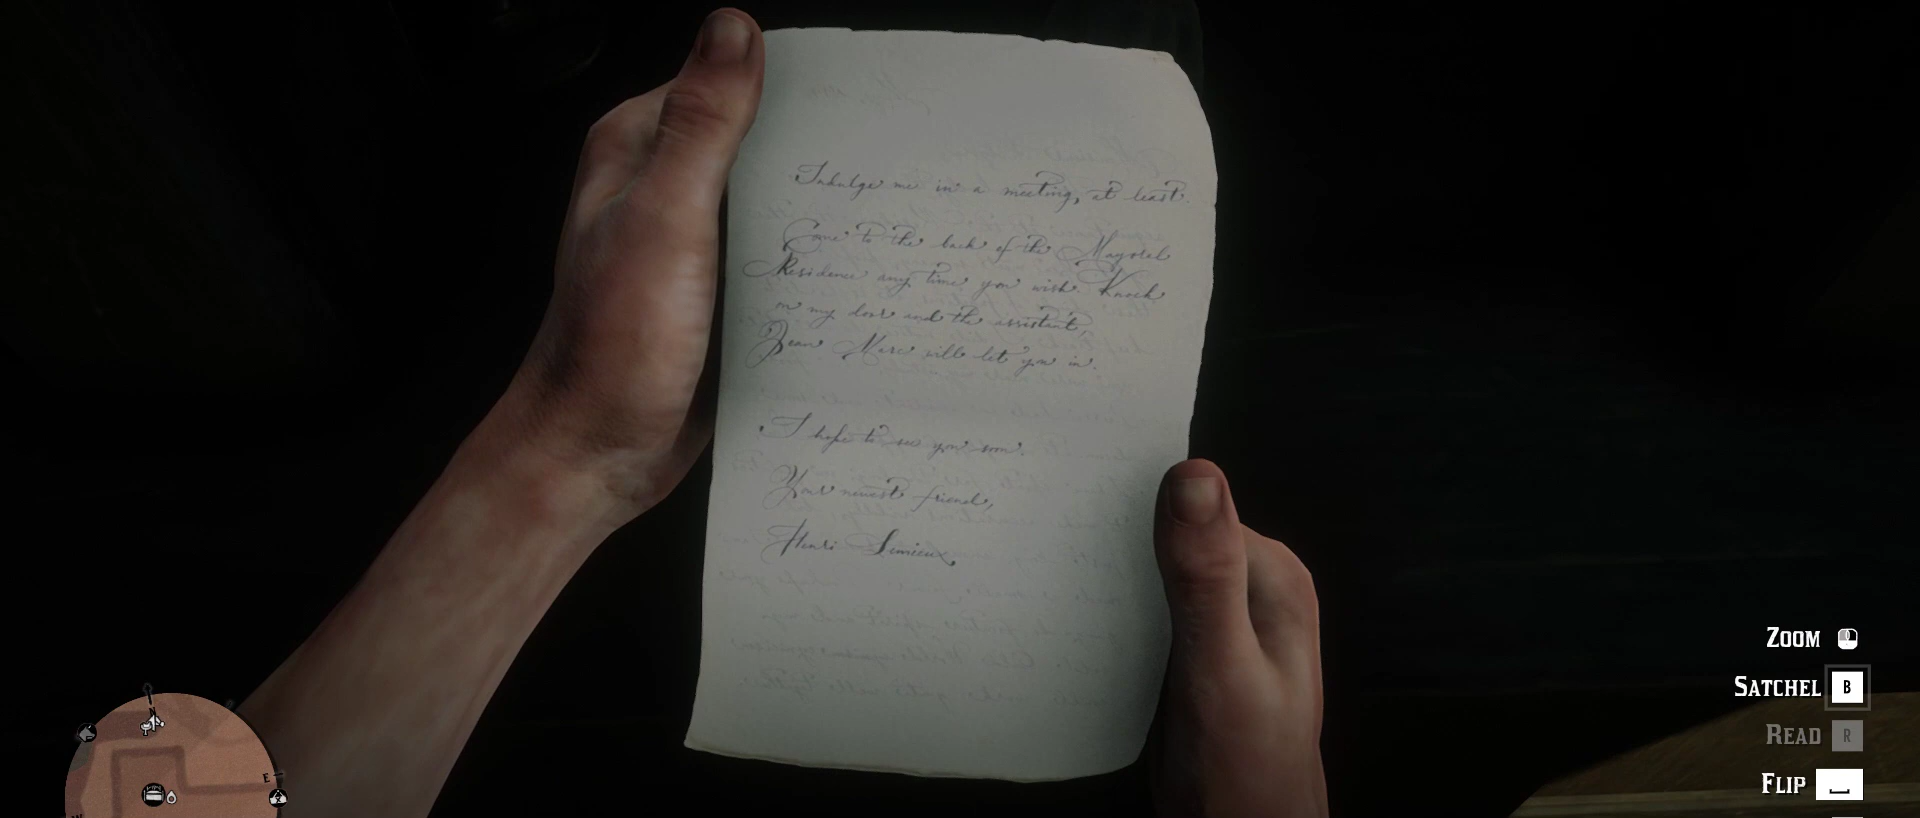 Indulge me in a meeting, at least.
Come to the back of the Mayoral
Residence any time you wish. Knock
on my door and the assistant,
Jean Marc will let you in.
I hope to see you soon.
Your newest friend,
Henri Lemieux
N
E
W
ZOOM
SATCHEL B
READ R
FLIP